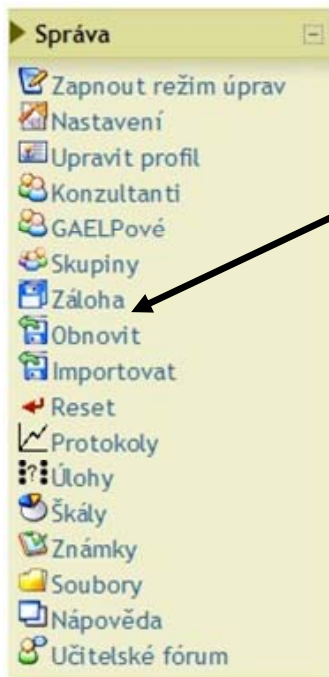 Správa
Zapnout režim úprav
Nastavení
Upravit profil
Konzultanti
GAELPové
Skupiny
Záloha
Obnovit
Importovat
Reset
Protokoly
Úlohy
Škály
Známky
Soubory
Nápověda
Učitelské fórum